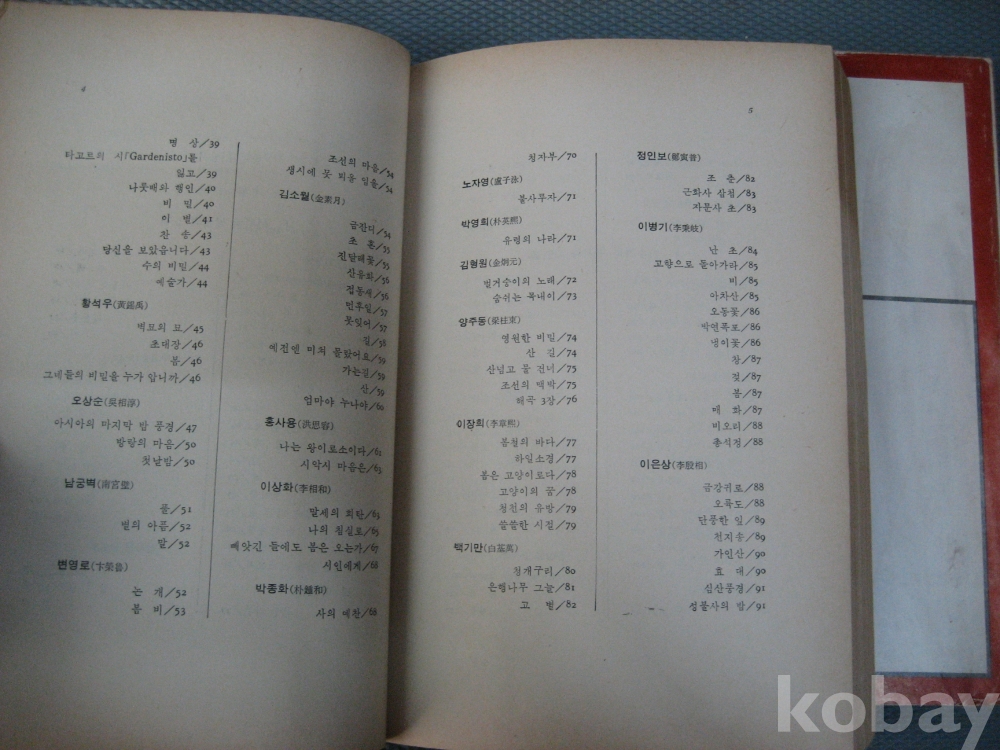 4
명 상/39
타고르의 시「Gardenisto」를
읽고/39
나룻배와 행인/40
비 밀/40
이 별/41
찬 송/43
당신을 보았읍니다/43
수의 비밀/44
예술가/44
황석우(黃錫禹)
벽묘의 묘/45
초대장/46
봄/46
그네들의 비밀을 누가 압니까/46
오상순(吳相淳)
아시아의 마지막 밤 풍경/47
방랑의 마음/50
첫날밤/50
남궁벽(南宮璧)
풀/51
별의 아픔/52
말/52
변영로(卞榮魯)
논 개/52
봄 비/53
조선의 마음/54
생시에 못 뵈올 임을/54
김소월(金素月)
금잔디/54
초 혼/55
진달래꽃/55
산유화/56
접동새/56
먼후일/57
못잊어/57
길/58
예전엔 미처 몰랐어요/59
가는길/59
산/59
엄마야 누나야/60
홍사용(洪思容)
나는 왕이로소이다/61
시악시 마음은/63
이상화(李相和)
말세의 희탄/65
나의 침실로/65
빼앗긴 들에도 봄은 오는가/67
시인에게/68
박종화(朴鍾和)
사의 예찬/68
5
청자부/70
노자영(盧子泳)
불사루자/71
박영희(朴英熙)
유령의 나라/71
김형원(金炯元)
벌거숭이의 노래/72
숨쉬는 목내이/73
양주동(梁柱東)
영원한 비밀/74
산 길/74
산넘고 물 건너/75
조선의 맥박/75
해곡 3장/76
이장희(李章熙)
봄철의 바다/77
하일소경/78
봄은 고양이로다/78
고양이의 꿈/78
청천의 유방/79
쓸쓸한 시절/79
백기만(白基萬)
청개구리/80
은행나무 그늘/81
고 별/82
정인보(鄭寅普)
조 춘/82
근화사 삼첩/83
자모사 초/83
이병기(李秉岐)
난 초/84
고향으로 돌아가라/85
비/85
아차산/85
오동꽃/86
박연폭포/86
냉이꽃/86
창/87
젓/87
봄/87
매 화/87
비오리/88
총석정/88
이은상(李殷相)
금강귀로/88
오륙도/88
단풍한 잎/89
천지송/89
가인산/90
효 대/90
심산풍경/91
성불사의 밤/91
kobay